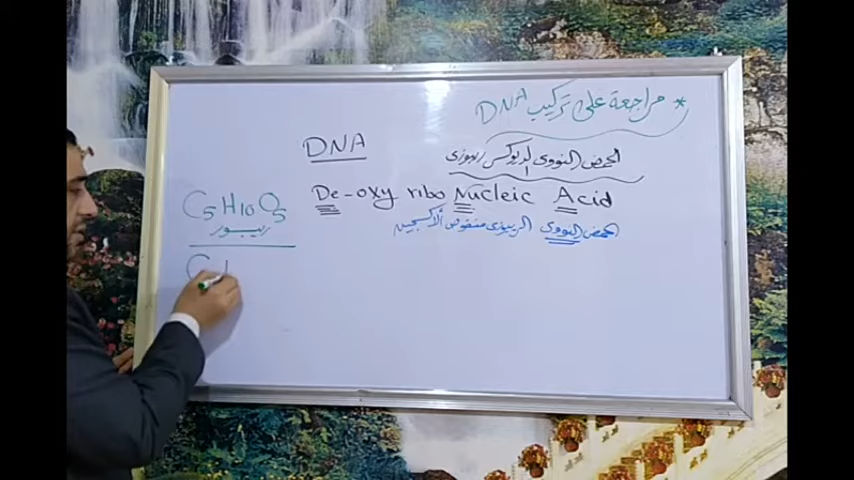 * مراجعة على تركيب DNA
DNA
الحمض النووى الديوكسى ريبوزى
De-oxy ribo Nucleic Acid
الحمض النووى الريبوزى منقوص الأكسجين
C5H10O5
ريبوز
C